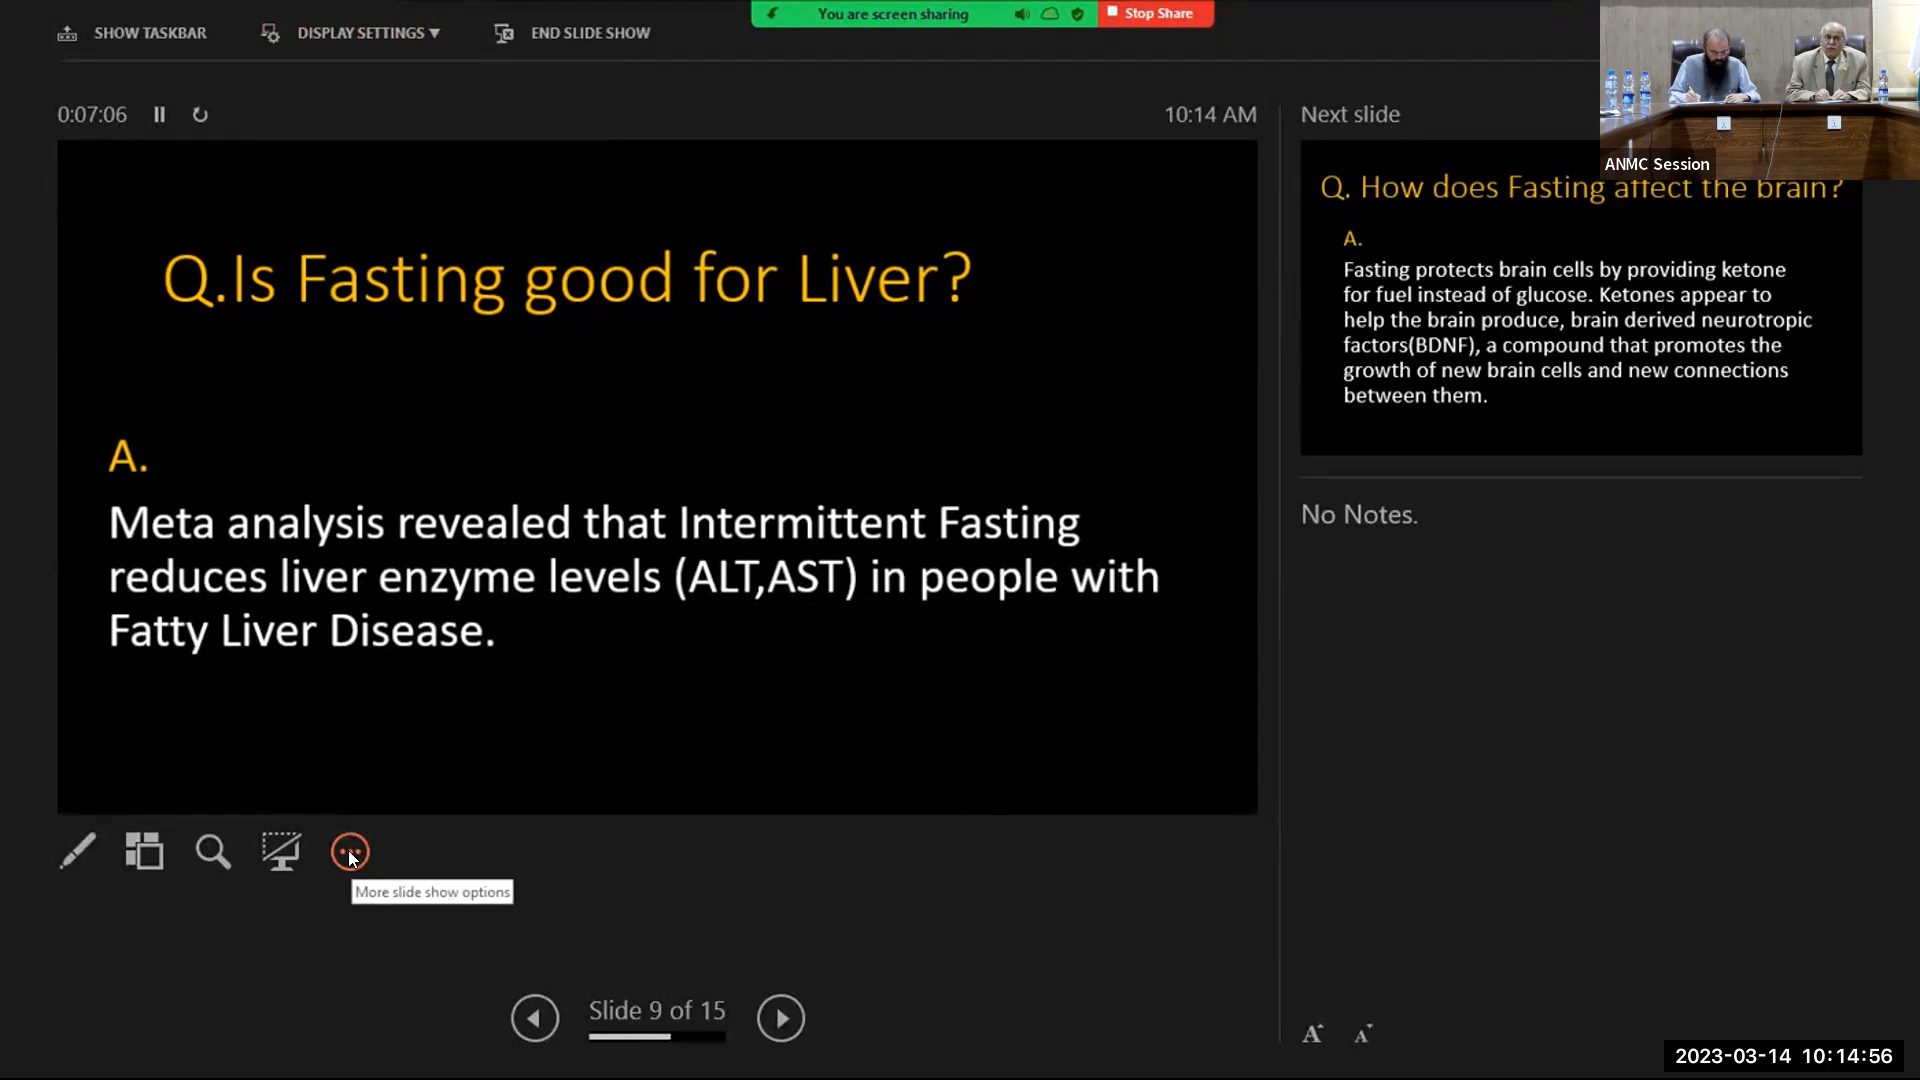 You are screen sharing
Stop Share
SHOW TASKBAR
DISPLAY SETTINGS ▼
END SLIDE SHOW
0:07:06
10:14 AM
Q.Is Fasting good for Liver?
A.
Meta analysis revealed that Intermittent Fasting
reduces liver enzyme levels (ALT,AST) in people with
Fatty Liver Disease.
More slide show options
Slide 9 of 15
Next slide
ANMC Session
Q. How does Fasting affect the brain?
A.
Fasting protects brain cells by providing ketone
for fuel instead of glucose. Ketones appear to
help the brain produce, brain derived neurotropic
factors(BDNF), a compound that promotes the
growth of new brain cells and new connections
between them.
No Notes.
A A
2023-03-14 10:14:56